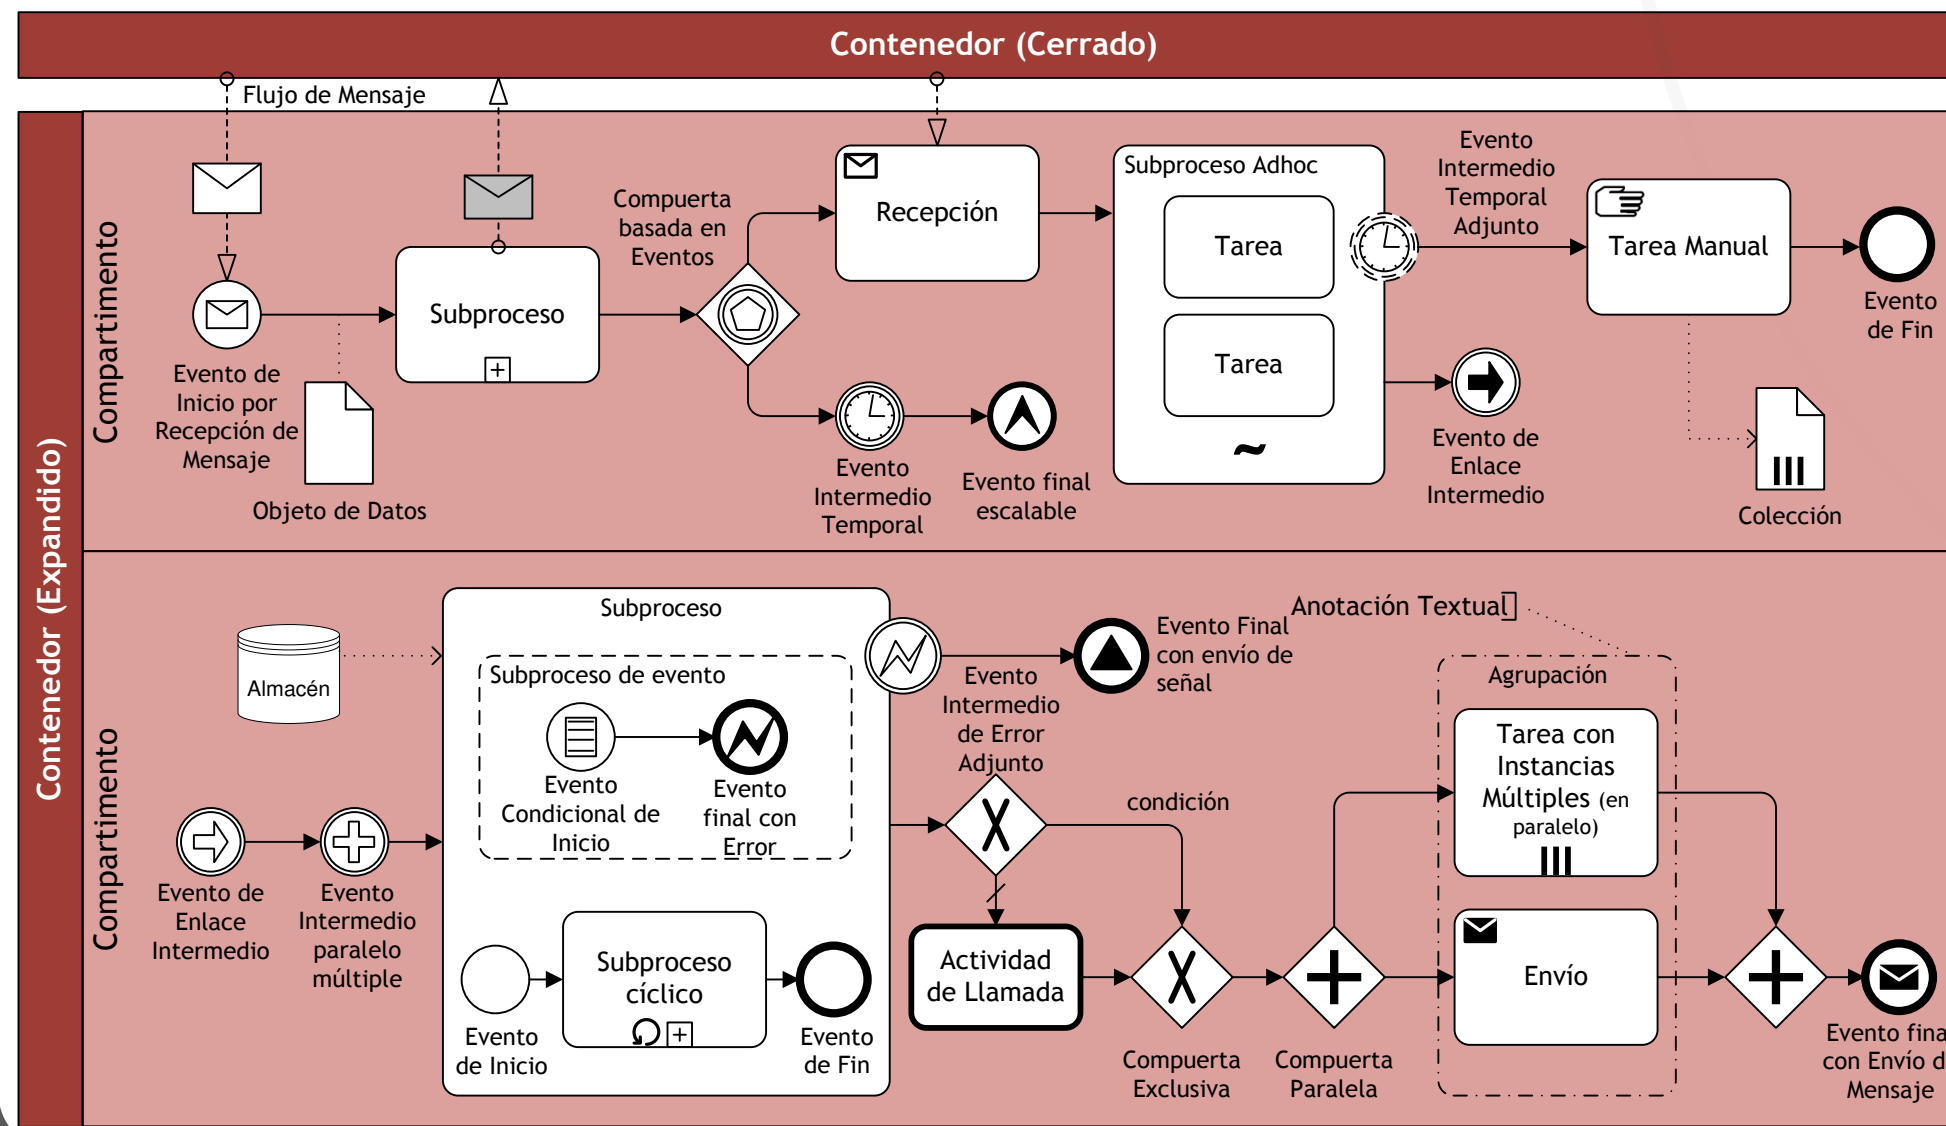 Contenedor (Cerrado)
Flujo de Mensaje
Contenedor (Expandido)
Compartimento
Evento de
Inicio por
Recepción de
Mensaje
Objeto de Datos
Subproceso
Compuerta
basada en
Eventos
Recepción
Evento
Intermedio
Temporal
Evento final
escalable
Subproceso Adhoc
Tarea
Tarea
Evento
Intermedio
Temporal
Adjunto
Tarea Manual
Evento
de Fin
Evento de
Enlace
Intermedio
Colección
Compartimento
Almacén
Evento de
Enlace
Intermedio
Evento
Intermedio
paralelo
múltiple
Subproceso
Subproceso de evento
Evento
Condicional de
Inicio
Evento
final con
Error
Evento
de Inicio
Subproceso
cíclico
Evento
de Fin
Evento
Intermedio
de Error
Adjunto
Evento Final
con envío de
señal
Anotación Textual
condición
Actividad
de Llamada
Compuerta
Exclusiva
Compuerta
Paralela
Agrupación
Tarea con
Instancias
Múltiples (en
paralelo)
Envío
Evento fina
con Envío d
Mensaje